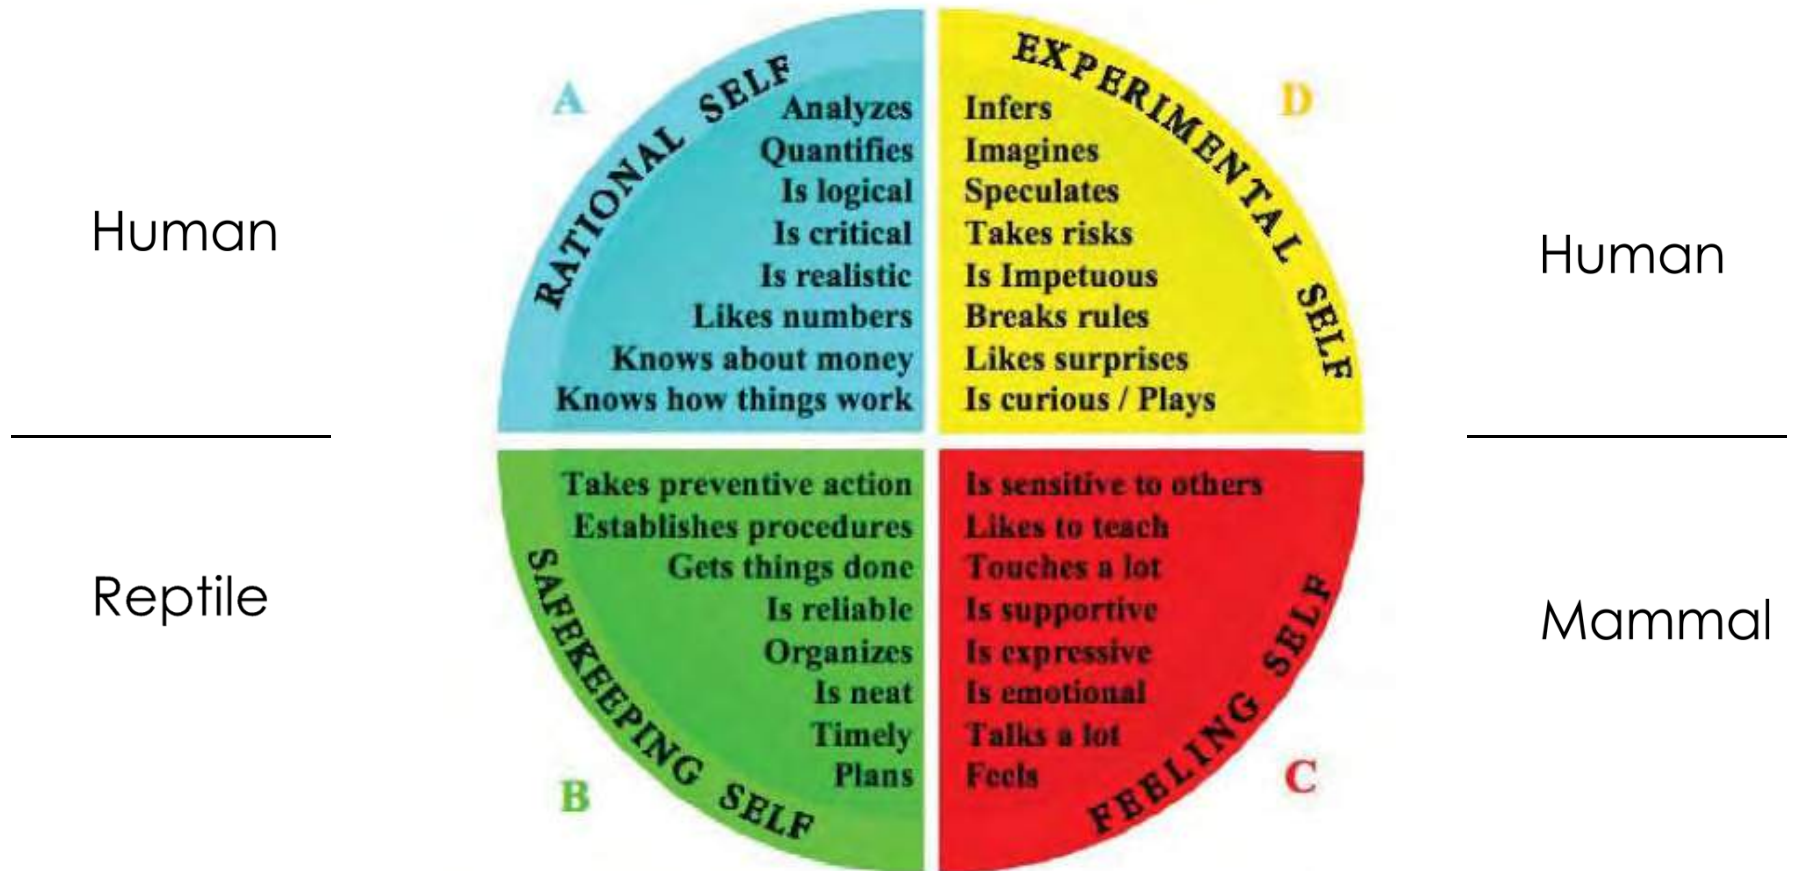 A
RATIONAL SELF
Analyzes
Quantifies
Is logical
Is critical
Is realistic
Likes numbers
Knows about money
Knows how things work
Human
D
EXPERIMENTAL SELF
Infers
Imagines
Speculates
Takes risks
Is Impetuous
Breaks rules
Likes surprises
Is curious / Plays
Human
B
SAFEKEEPING SELF
Takes preventive action
Establishes procedures
Gets things done
Is reliable
Organizes
Is neat
Timely
Plans
Reptile
C
FEELING SELF
Is sensitive to others
Likes to teach
Touches a lot
Is supportive
Is expressive
Is emotional
Talks a lot
Feels
Mammal